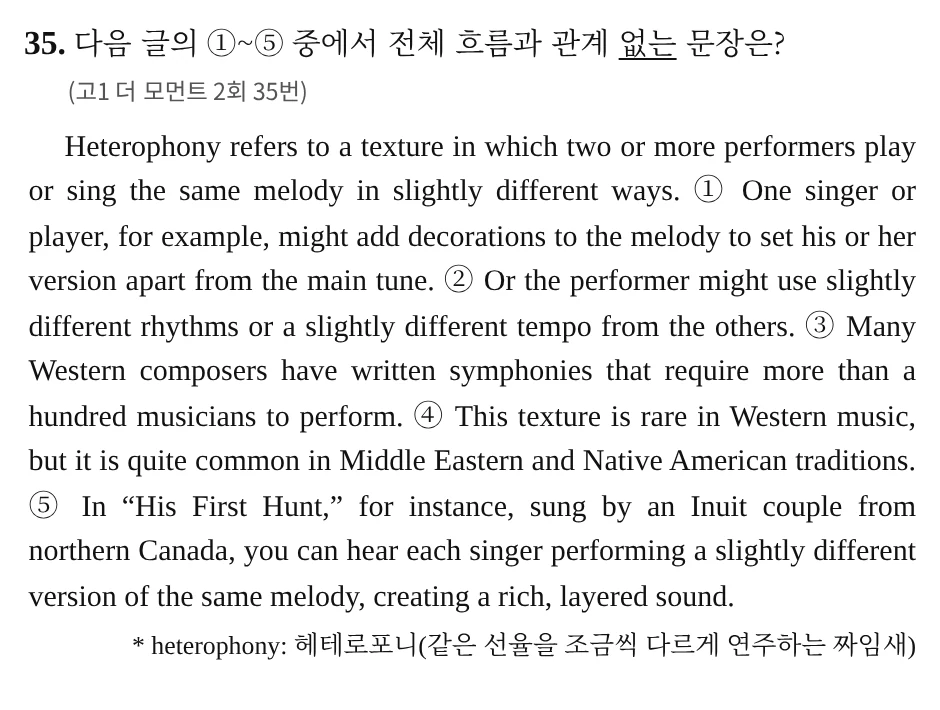 35. 다음 글의 ①~⑤ 중에서 전체 흐름과 관계 없는 문장은?
(고1 더 모먼트 2회 35번)
Heterophony refers to a texture in which two or more performers play
or sing the same melody in slightly different ways. ① One singer or
player, for example, might add decorations to the melody to set his or her
version apart from the main tune. ② Or the performer might use slightly
different rhythms or a slightly different tempo from the others. ③ Many
Western composers have written symphonies that require more than a
hundred musicians to perform. ④ This texture is rare in Western music,
but it is quite common in Middle Eastern and Native American traditions.
⑤ In “His First Hunt,” for instance, sung by an Inuit couple from
northern Canada, you can hear each singer performing a slightly different
version of the same melody, creating a rich, layered sound.
* heterophony: 헤테로포니(같은 선율을 조금씩 다르게 연주하는 짜임새)